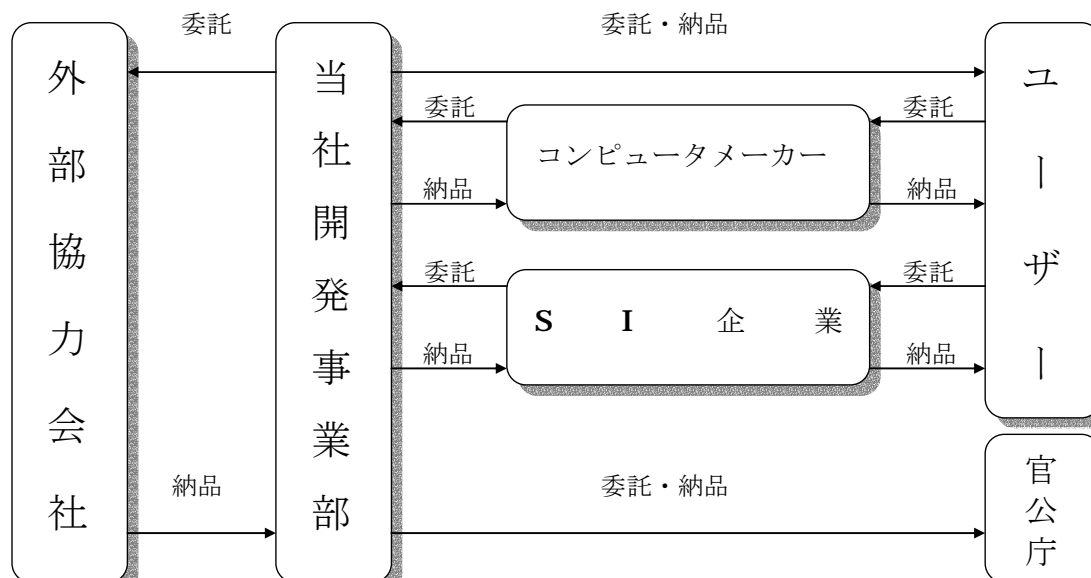 委託
委託・納品
外部協力会社
当社開発事業部
ユーザー
委託
委託
コンピュータメーカー
納品
納品
委託
委託
SI企業
納品
納品
納品
委託・納品
官公庁